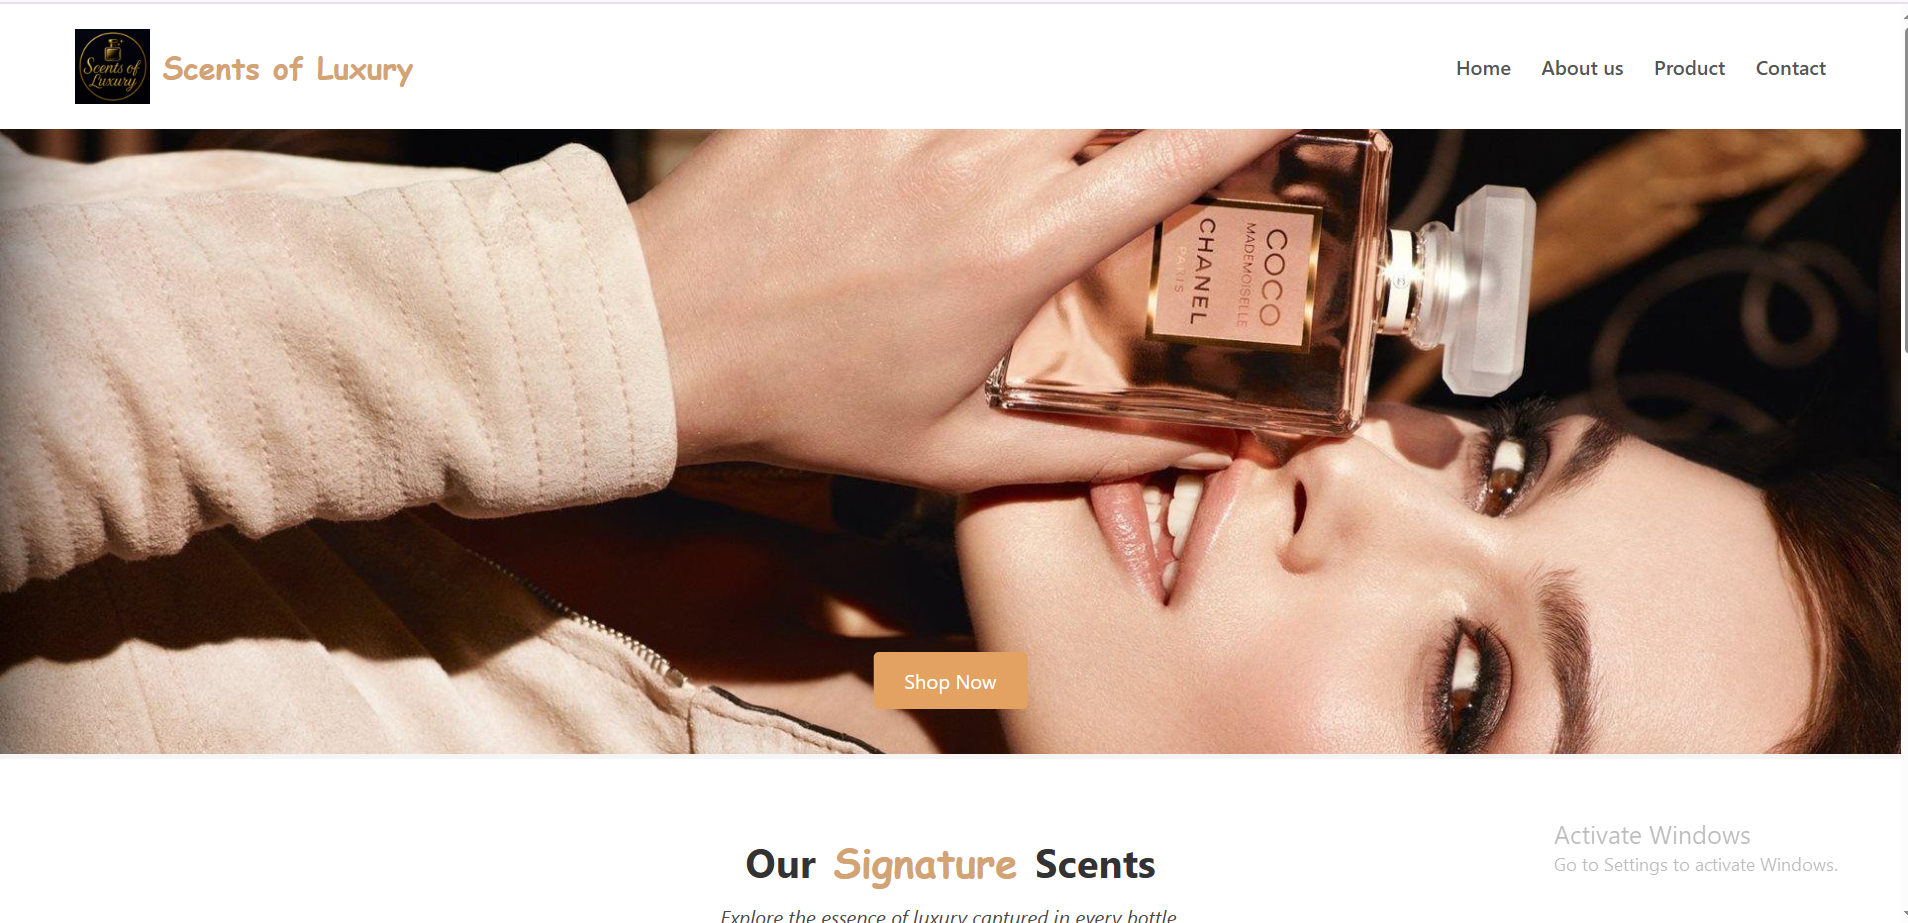 Scents of
Luxury
Scents of Luxury
Home
About us
Product
Contact
COCO
MADEMOISELLE
CHANEL
PARIS
Shop Now
Our Signature Scents
Explore the essence of luxury captured in every bottle
Activate Windows
Go to Settings to activate Windows.